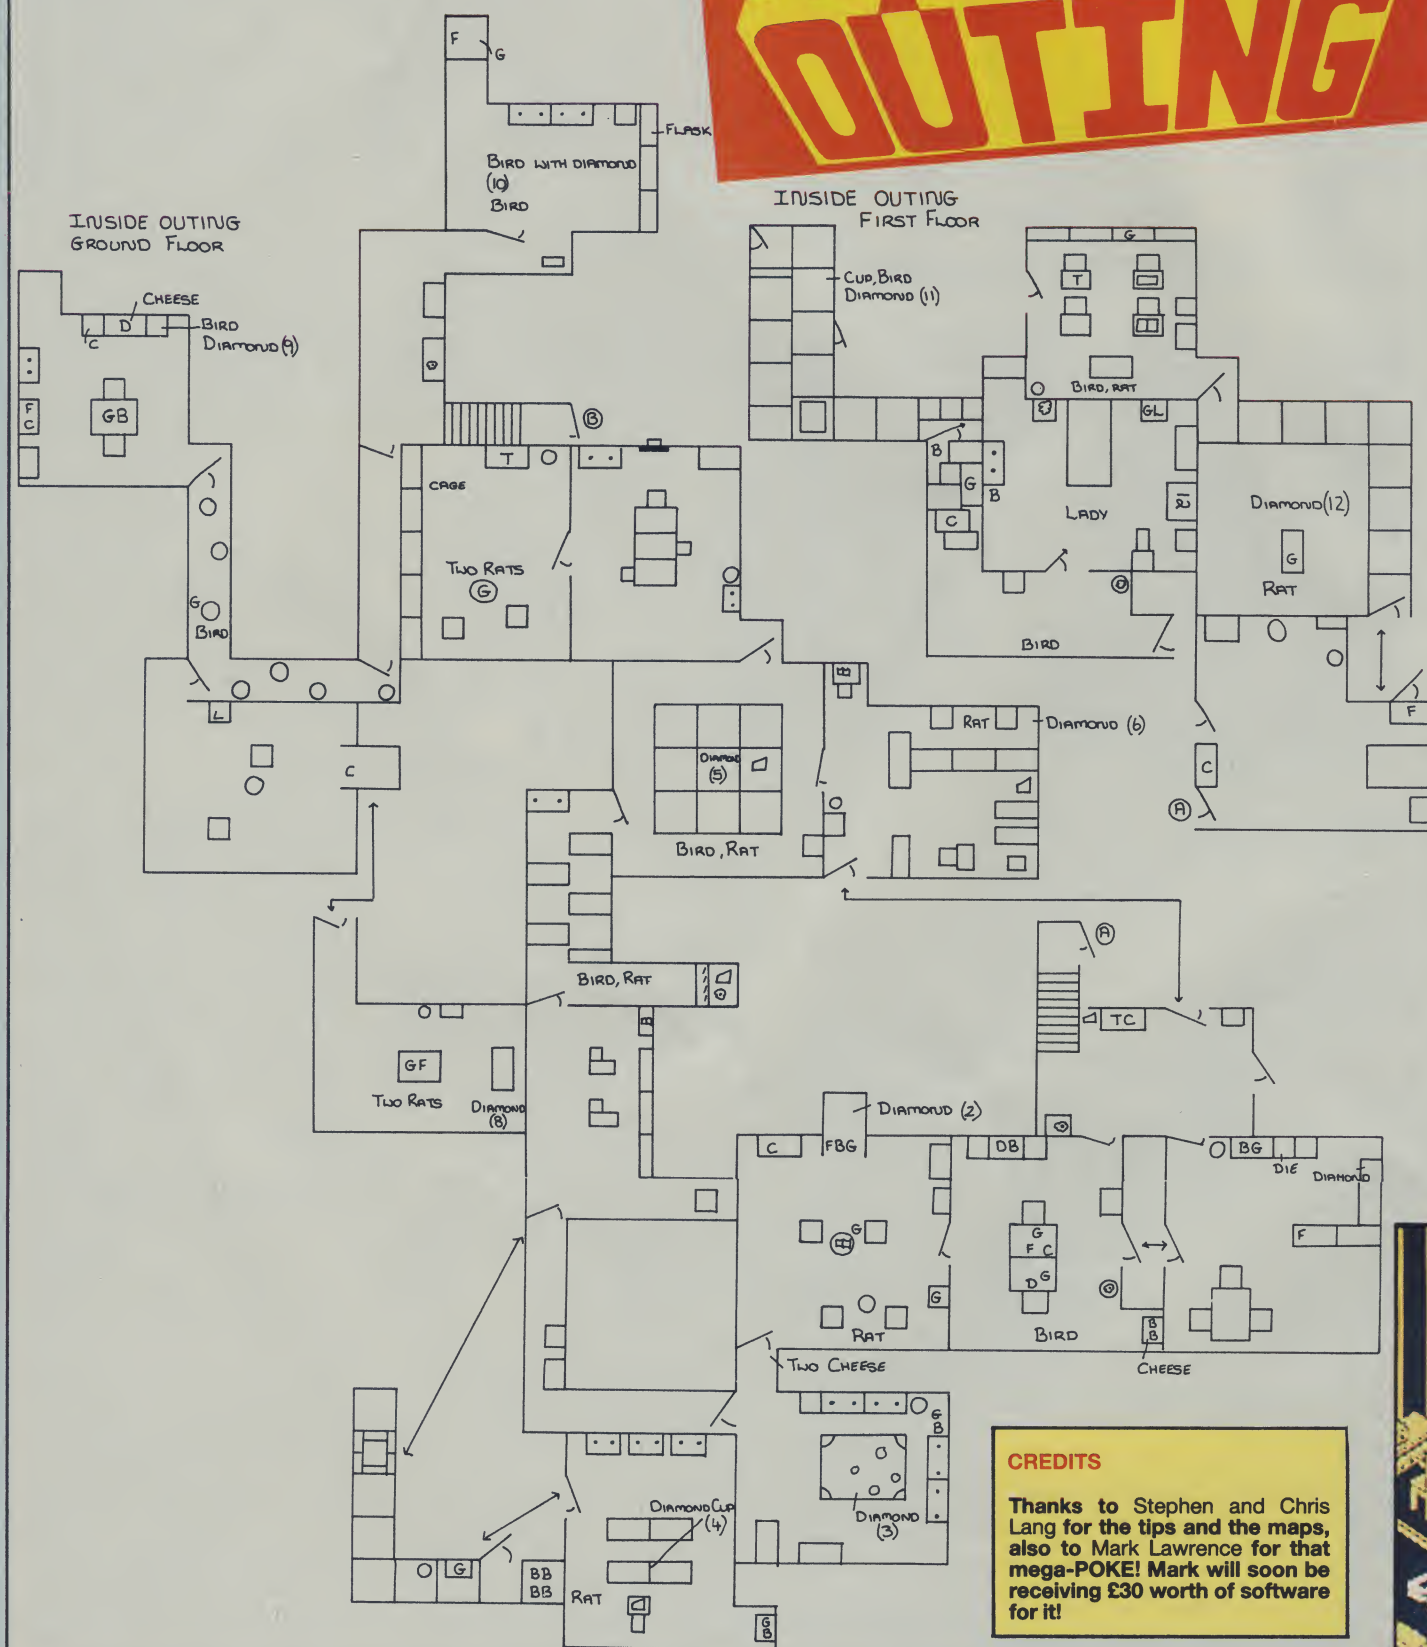 OUTING
INSIDE OUTING
GROUND FLOOR
INSIDE OUTING
FIRST FLOOR
F
G
FLASK
BIRD WITH DIAMOND
(10)
BIRD
CHEESE
D
C
BIRD
DIAMOND (9)
F
C
GB
G
BIRD
B
T
CAGE
TWO RATS
G
L
C
CUP, BIRD
DIAMOND (11)
G
T
BIRD, RAT
GL
B
G
B
C
LADY
12
DIAMOND (12)
G
RAT
BIRD
F
C
A
DIAMOND
(5)
BIRD, RAT
RAT
DIAMOND (6)
BIRD, RAT
B
GF
TWO RATS
DIAMOND
(8)
A
TC
DIAMOND (2)
C
FBG
DB
BG
DIE
DIAMOND
G
G
F C
G
D
F
G
RAT
BIRD
B
B
CHEESE
TWO CHEESE
G
B
DIAMOND
(3)
DIAMOND CUP
(4)
G
BB
BB
RAT
G
B
CREDITS
Thanks to Stephen and Chris
Lang for the tips and the maps,
also to Mark Lawrence for that
mega-POKE! Mark will soon be
receiving £30 worth of software
for it!